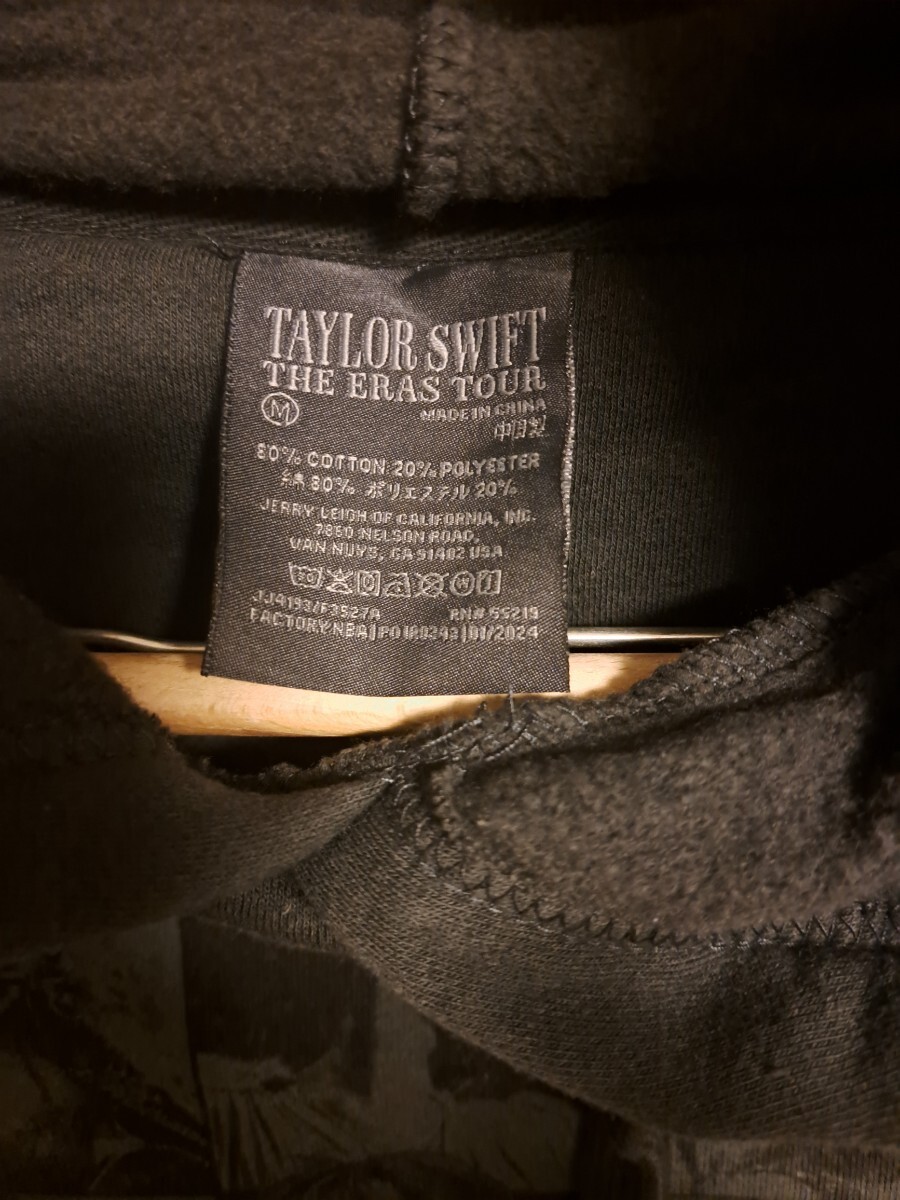 TAYLOR SWIFT
THE ERAS TOUR
M
MADE IN CHINA
中国製
80% COTTON 20% POLYESTER
綿 80% ポリエステル 20%
JERRY LEIGH OF CALIFORNIA, INC.
7860 NELSON ROAD,
VAN NUYS, CA 91402 USA
JJ4193/F3527A RN# 55219
FACTORY NBA | PO | 01/2024